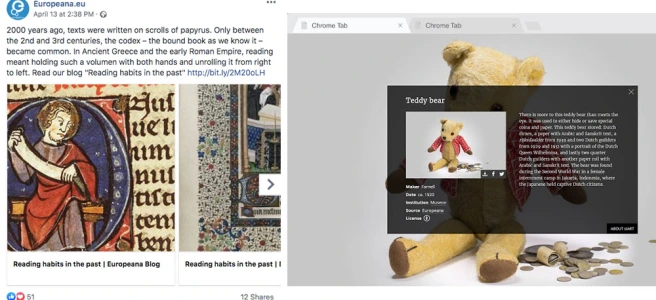 Europeana.eu
April 13 at 2:38 PM ·
2000 years ago, texts were written on scrolls of papyrus. Only between
the 2nd and 3rd centuries, the codex – the bound book as we know it –
became common. In Ancient Greece and the early Roman Empire, reading
meant holding such a volumen with both hands and unrolling it from right
to left. Read our blog "Reading habits in the past" http://bit.ly/2M20oLH
Reading habits in the past | Europeana Blog
Reading habits in the past | E
51
12 Shares
Chrome Tab
Chrome Tab
Teddy bear
There is more to this teddy bear than meets the
eye. It was used to either hide or save special
coins and paper. This teddy bear stored: Dutch
dimes, a paper with Arabic and Sanskrit text, a
from 1919 and two Dutch guilders
from 1929 and 1931 with a portrait of the Dutch
Queen Wilhelmina, and lastly two quarter
Dutch guilders with another paper roll with
Arabic and Sanskrit text. The bear was found
during the Second World War in a female
internment camp in Jakarta, Indonesia, where
the Japanese held captive Dutch citizens.
Maker Farnell
Date ca. 1920
Institution Museon
Source Europeana
License
ABOUT UART